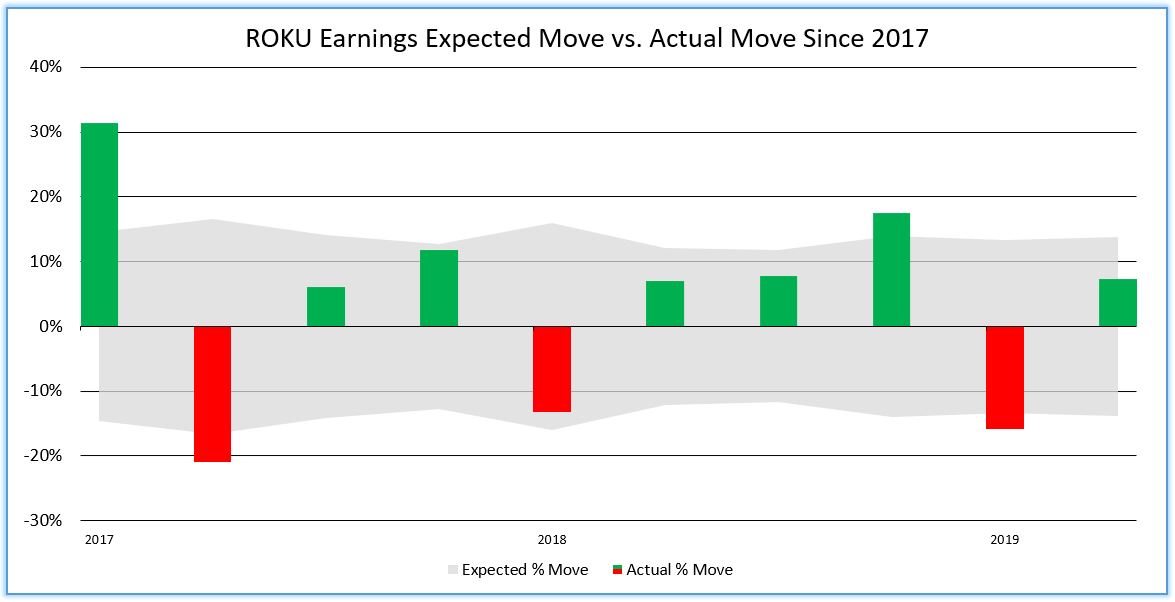 ROKU Earnings Expected Move vs. Actual Move Since 2017
40%
30%
20%
10%
0%
-10%
-20%
-30%
2017 2018 2019
Expected % Move Actual % Move